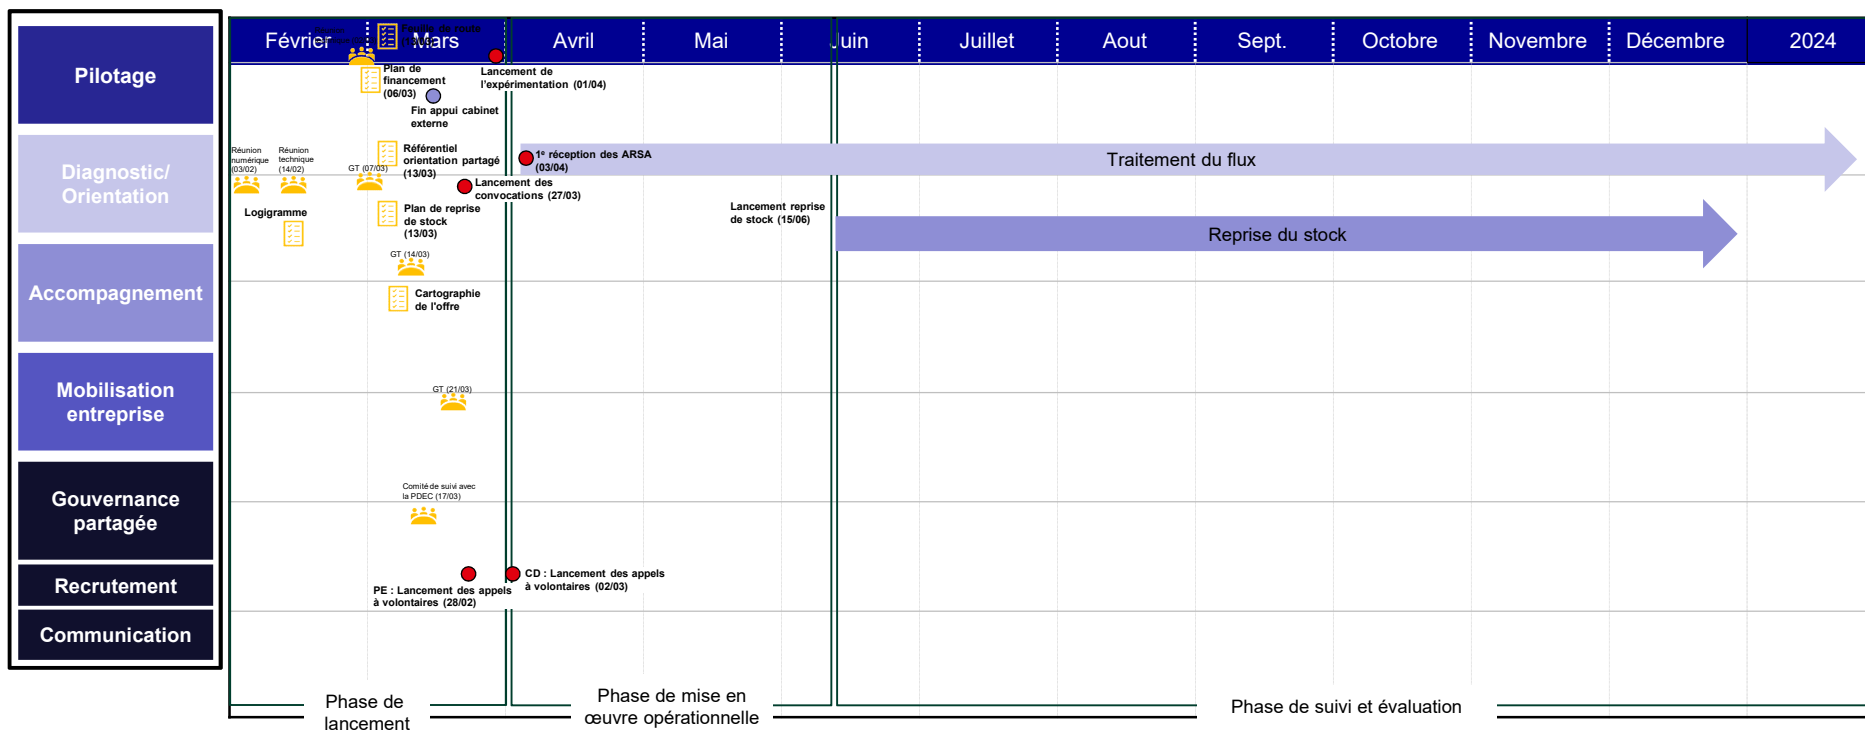 Février
Mars
Avril
Mai
Juin
Juillet
Aout
Sept.
Octobre
Novembre
Décembre
2024
Pilotage
Feuille de route
(13/03)
Plan de
financement
(06/03)
Lancement de
l'expérimentation (01/04)
Fin appui cabinet
externe
Diagnostic/
Orientation
Réunion
numérique
(03/02)
Réunion
technique
(14/02)
GT (07/03)
Référentiel
orientation partagé
(13/03)
1e réception des ARSA
(03/04)
Traitement du flux
Lancement des
convocations (27/03)
Logigramme
Plan de reprise
de stock
(13/03)
Lancement reprise
de stock (15/06)
Reprise du stock
Accompagnement
GT (14/03)
Cartographie
de l'offre
Mobilisation
entreprise
GT (21/03)
Gouvernance
partagée
Comité de suivi avec
la PDEC (17/03)
Recrutement
PE : Lancement des appels
à volontaires (28/02)
CD : Lancement des appels
à volontaires (02/03)
Communication
Phase de
lancement
Phase de mise en
œuvre opérationnelle
Phase de suivi et évaluation